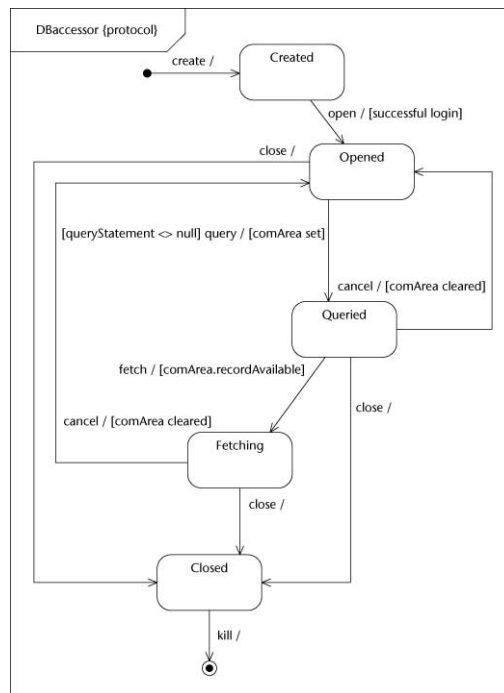 DBaccessor {protocol}
create /
Created
open / [successful login]
close /
Opened
[queryStatement <> null] query / [comArea set]
cancel / [comArea cleared]
Queried
fetch / [comArea.recordAvailable]
cancel / [comArea cleared]
close /
Fetching
close /
Closed
kill /